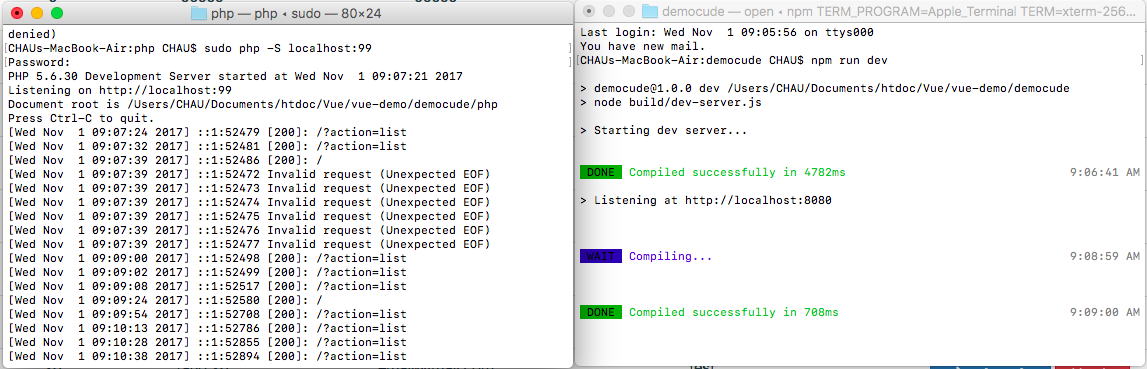 php — php ◂ sudo — 80×24
denied)
[CHAUs-MacBook-Air:php CHAU$ sudo php -S localhost:99 ]
[Password: ]
PHP 5.6.30 Development Server started at Wed Nov  1 09:07:21 2017
Listening on http://localhost:99
Document root is /Users/CHAU/Documents/htdoc/Vue/vue-demo/democude/php
Press Ctrl-C to quit.
[Wed Nov  1 09:07:24 2017] ::1:52479 [200]: /?action=list
[Wed Nov  1 09:07:32 2017] ::1:52481 [200]: /?action=list
[Wed Nov  1 09:07:39 2017] ::1:52486 [200]: /
[Wed Nov  1 09:07:39 2017] ::1:52472 Invalid request (Unexpected EOF)
[Wed Nov  1 09:07:39 2017] ::1:52473 Invalid request (Unexpected EOF)
[Wed Nov  1 09:07:39 2017] ::1:52474 Invalid request (Unexpected EOF)
[Wed Nov  1 09:07:39 2017] ::1:52475 Invalid request (Unexpected EOF)
[Wed Nov  1 09:07:39 2017] ::1:52476 Invalid request (Unexpected EOF)
[Wed Nov  1 09:07:39 2017] ::1:52477 Invalid request (Unexpected EOF)
[Wed Nov  1 09:09:00 2017] ::1:52498 [200]: /?action=list
[Wed Nov  1 09:09:02 2017] ::1:52499 [200]: /?action=list
[Wed Nov  1 09:09:08 2017] ::1:52517 [200]: /?action=list
[Wed Nov  1 09:09:24 2017] ::1:52580 [200]: /
[Wed Nov  1 09:09:54 2017] ::1:52708 [200]: /?action=list
[Wed Nov  1 09:10:13 2017] ::1:52786 [200]: /?action=list
[Wed Nov  1 09:10:28 2017] ::1:52855 [200]: /?action=list
[Wed Nov  1 09:10:38 2017] ::1:52894 [200]: /?action=list
democude — open ◂ npm TERM_PROGRAM=Apple_Terminal TERM=xterm-256...
Last login: Wed Nov  1 09:05:56 on ttys000
You have new mail.
[CHAUs-MacBook-Air:democude CHAU$ npm run dev ]
> democude@1.0.0 dev /Users/CHAU/Documents/htdoc/Vue/vue-demo/democude
> node build/dev-server.js
> Starting dev server...
DONE Compiled successfully in 4782ms 9:06:41 AM
> Listening at http://localhost:8080
WAIT Compiling... 9:08:59 AM
DONE Compiled successfully in 708ms 9:09:00 AM